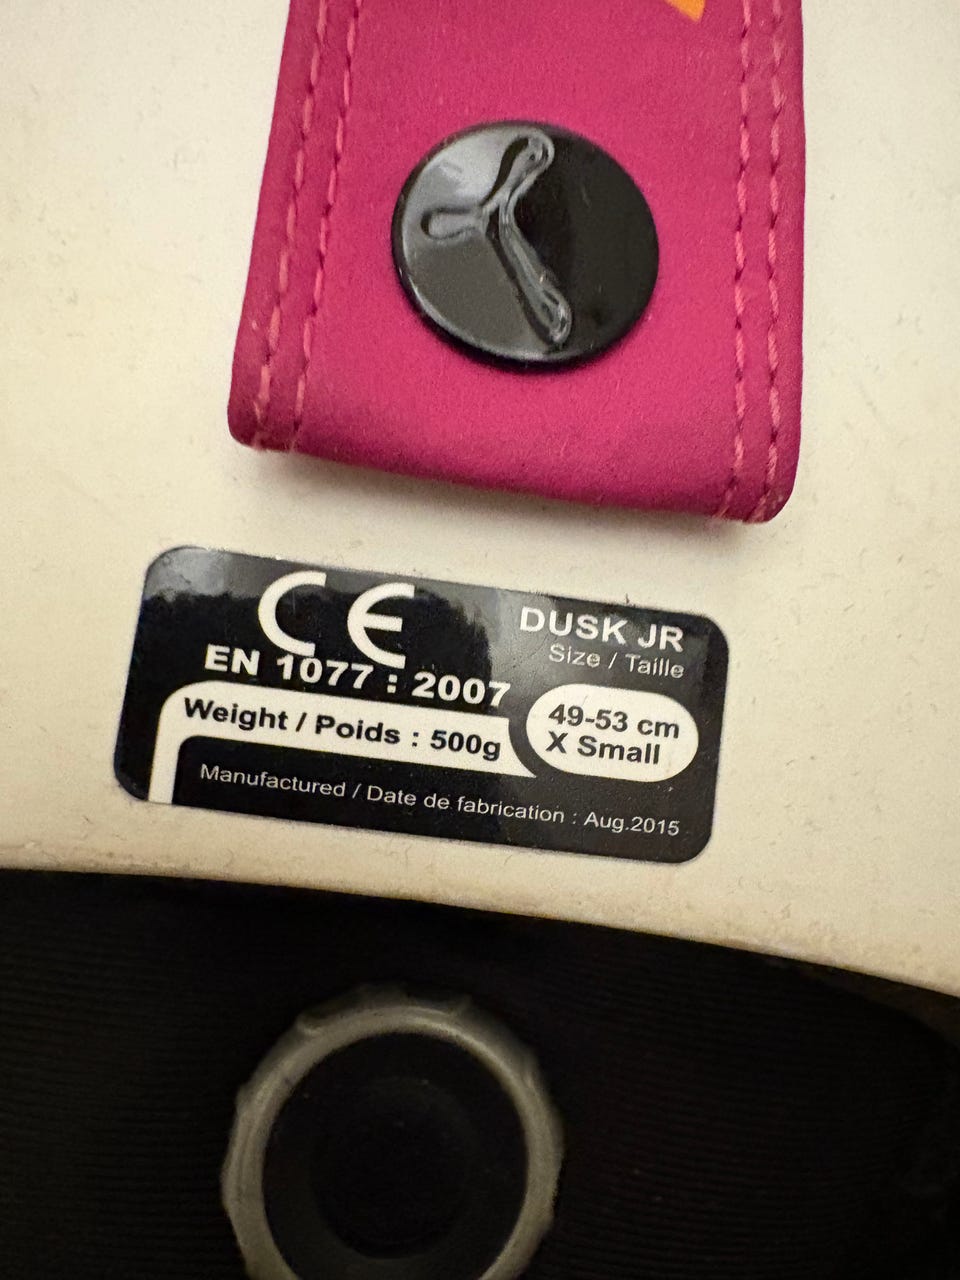 CE
EN 1077 : 2007
DUSK JR
Size / Taille
49-53 cm
X Small
Weight / Poids : 500g
Manufactured / Date de fabrication : Aug.2015